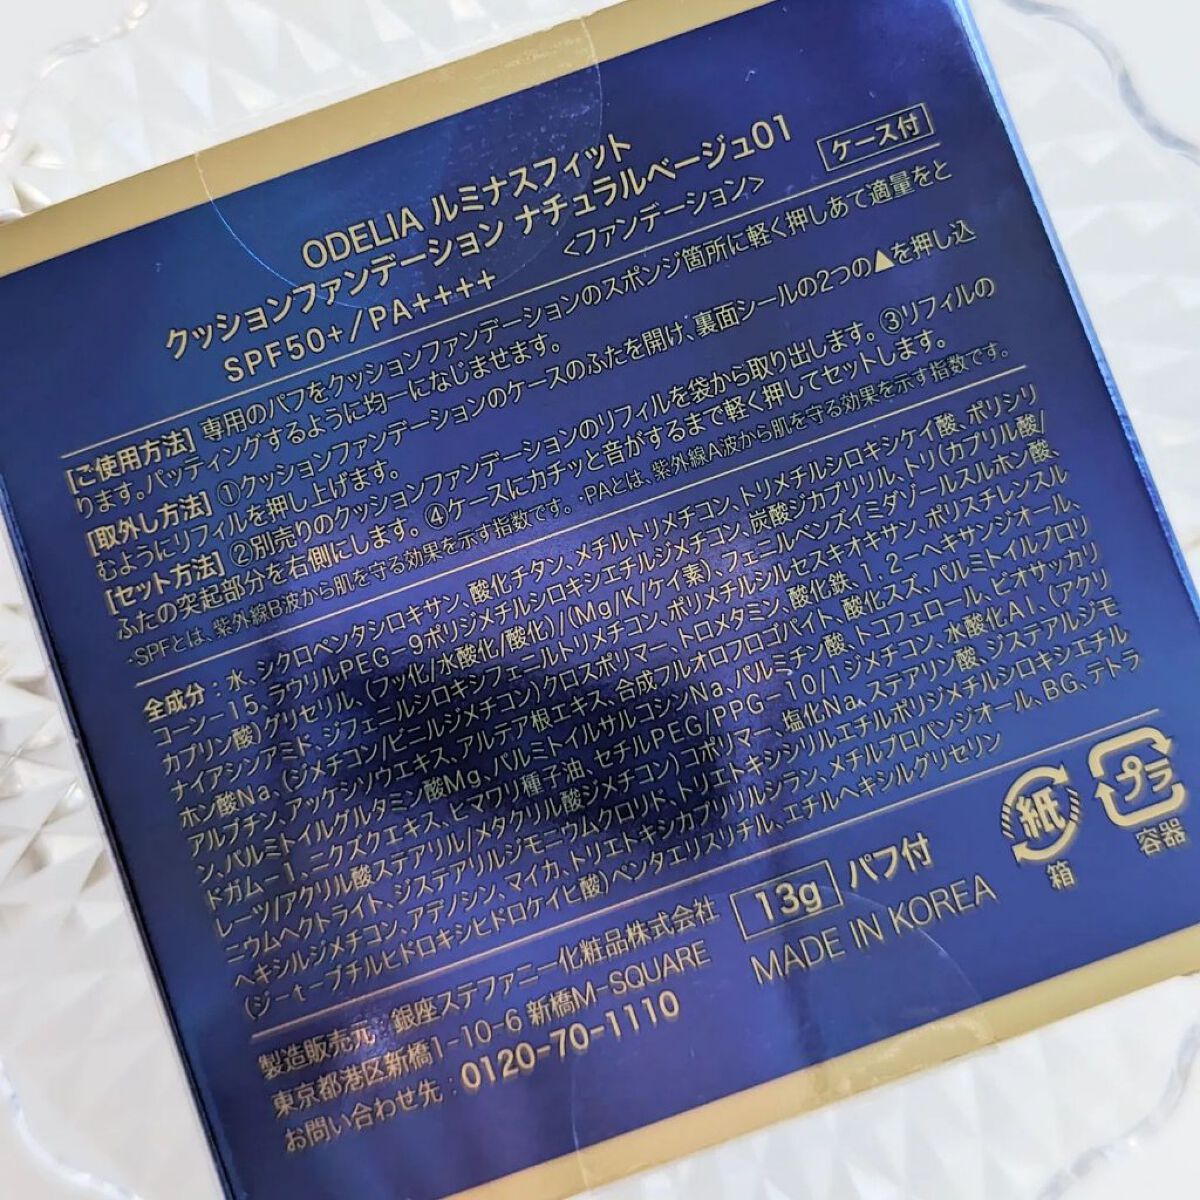 ODELIA ルミナスフィット
クッションファンデーション ナチュラルベージュ01
SPF50+/PA++++
<ファンデーション>
ケース付
[ご使用方法] 専用のパフをクッションファンデーションのスポンジ箇所に軽く押しあて適量をと
ります。パッティングするように均一になじませます。
[取外し方法] ①クッションファンデーションのケースのふたを開け、裏面シールの2つの▲を押し込
むようにリフィルを押し上げます。
[セット方法] ②別売りのクッションファンデーションのリフィルを袋から取り出します。③リフィルの
ふたの突起部分を右側にします。④ケースにカチッと音がするまで軽く押してセットします。
・SPFとは、紫外線B波から肌を守る効果を示す指数です。・PAとは、紫外線A波から肌を守る効果を示す指数です。
全成分：水、シクロペンタシロキサン、酸化チタン、メチルトリメチコン、トリメチルシロキシケイ酸、ポリシリ
コーン-15、ラウリルPEG-9ポリジメチルシロキシエチルジメチコン、炭酸ジカプリリル、トリ(カプリル酸/
カプリン酸)グリセリル、(フッ化/水酸化/酸化)/(Mg/K/ケイ素)、フェニルベンズイミダゾールスルホン酸、
ナイアシンアミド、ジフェニルシロキシフェニルトリメチコン、ポリメチルシルセスキオキサン、ポリスチレンスル
ホン酸Na、(ジメチコン/ビニルジメチコン)クロスポリマー、トロメタミン、酸化鉄、1,2-ヘキサンジオール、
アルブチン、アッケシソウエキス、アルテア根エキス、合成フルオロフロゴパイト、酸化スズ、パルミトイルプロリ
ン、パルミトイルグルタミン酸Mg、パルミトイルサルコシンNa、パルミチン酸、トコフェロール、ビオサッカリ
ドガム-1、ニクズクエキス、ヒマワリ種子油、セチルPEG/PPG-10/1ジメチコン、水酸化Al、(アクリ
レーツ/アクリル酸ステアリル/メタクリル酸ジメチコン)コポリマー、塩化Na、ステアリン酸、ジステアルジモ
ニウムヘクトライト、ジステアリルジモニウムクロリド、トリエトキシシリルエチルポリジメチルシロキシエチル
ヘキシルジメチコン、アデノシン、マイカ、トリエトキシカプリリルシラン、メチルプロパンジオール、BG、テトラ
(ジ-t-ブチルヒドロキシヒドロケイヒ酸)ペンタエリスリチル、エチルヘキシルグリセリン
製造販売元：銀座ステファニー化粧品株式会社
東京都港区新橋1-10-6 新橋M-SQUARE
お問い合わせ先：0120-70-1110
13g パフ付
MADE IN KOREA
紙
箱
プラ
容器